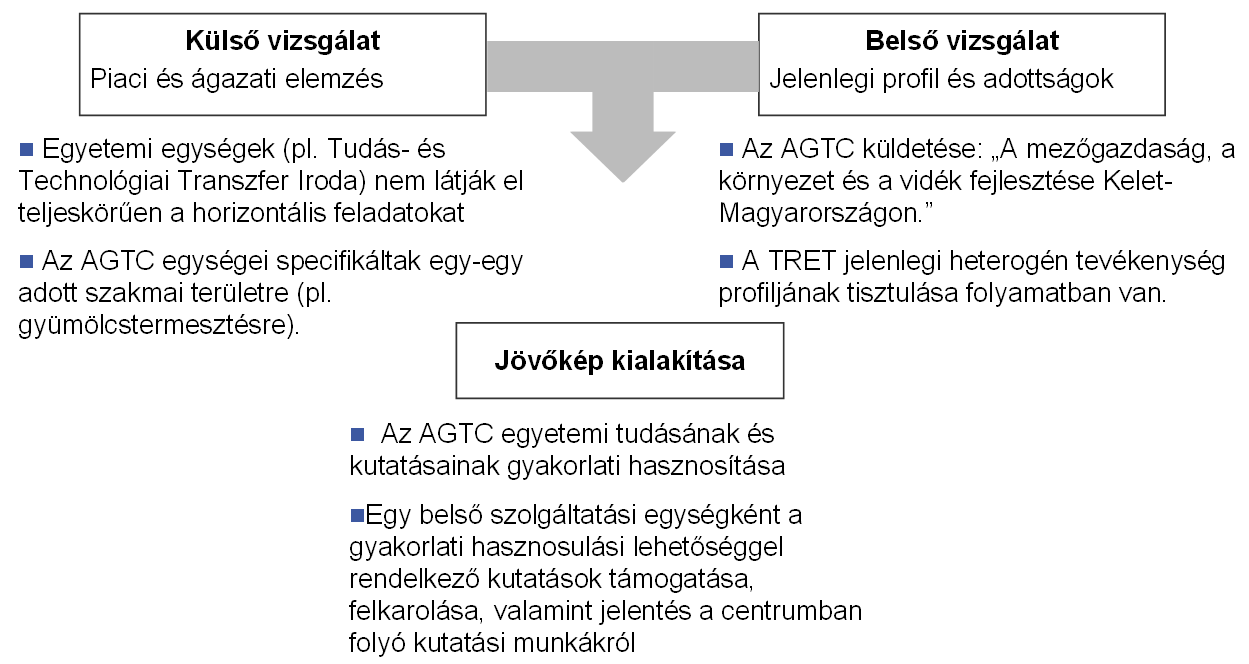 Külső vizsgálat
Piaci és ágazati elemzés
■ Egyetemi egységek (pl. Tudás- és
Technológiai Transzfer Iroda) nem látják el
teljeskörűen a horizontális feladatokat
■ Az AGTC egységei specifikáltak egy-egy
adott szakmai területre (pl.
gyümölcstermesztésre).
Belső vizsgálat
Jelenlegi profil és adottságok
■ Az AGTC küldetése: „A mezőgazdaság, a
környezet és a vidék fejlesztése Kelet-
Magyarországon.”
■ A TRET jelenlegi heterogén tevékenység
profiljának tisztulása folyamatban van.
Jövőkép kialakítása
■ Az AGTC egyetemi tudásának és
kutatásainak gyakorlati hasznosítása
■Egy belső szolgáltatási egységként a
gyakorlati hasznosulási lehetőséggel
rendelkező kutatások támogatása,
felkarolása, valamint jelentés a centrumban
folyó kutatási munkákról